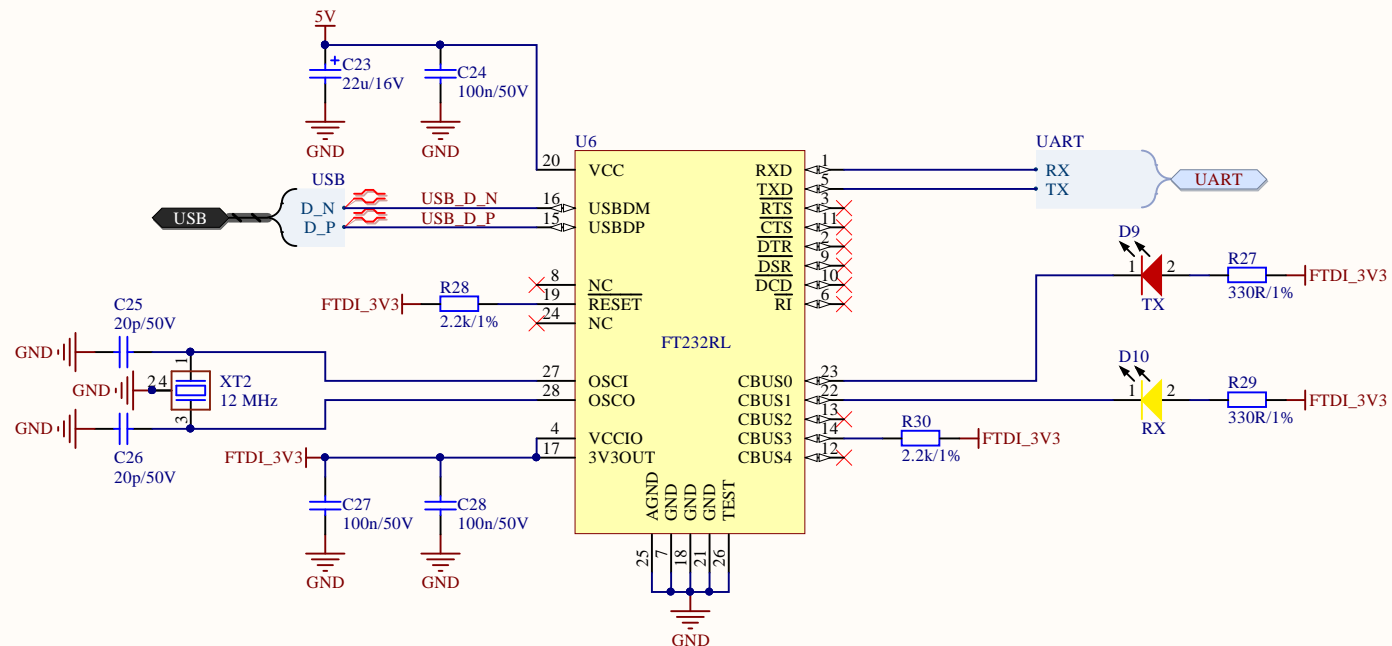 5V
C23
22u/16V
C24
100n/50V
GND
GND
U6
20 VCC
USB
USB
D_N
D_P
USB_D_N
USB_D_P
16 USBDM
15 USBDP
8 NC
FTDI_3V3
R28
2.2k/1%
19 RESET
24 NC
C25
20p/50V
GND
1
GND
2 4
XT2
12 MHz
3
GND
C26
20p/50V
27 OSCI
28 OSCO
4 VCCIO
FTDI_3V3
17 3V3OUT
C27
100n/50V
C28
100n/50V
GND
GND
FT232RL
RXD 1
TXD 5
RTS 3
CTS 11
DTR 2
DSR 9
DCD 10
RI 6
CBUS0 23
CBUS1 22
CBUS2 13
CBUS3 14
CBUS4 12
AGND GND GND GND TEST
25 7 18 21 26
GND
UART
RX
TX
UART
D9
1 2
TX
R27
330R/1%
FTDI_3V3
D10
1 2
RX
R29
330R/1%
FTDI_3V3
R30
2.2k/1%
FTDI_3V3